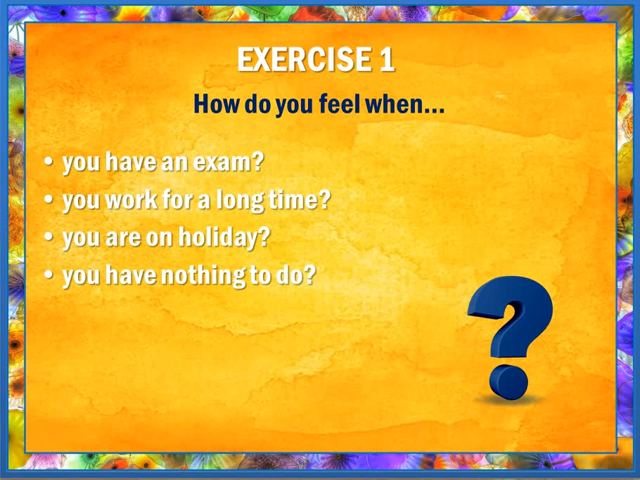 EXERCISE 1
How do you feel when...
• you have an exam?
• you work for a long time?
• you are on holiday?
• you have nothing to do?